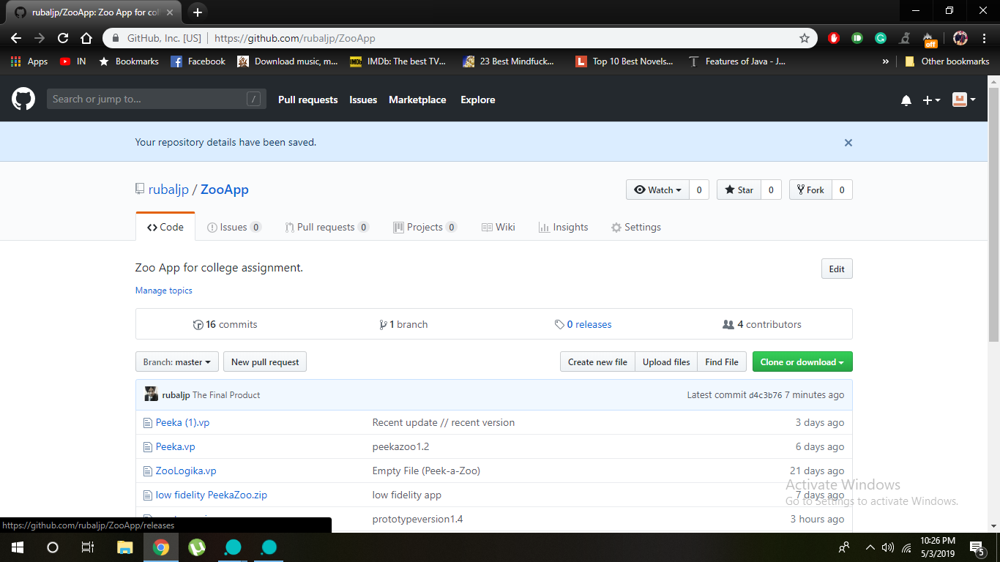 rubaljp/ZooApp: Zoo App for coll
GitHub, Inc. [US] https://github.com/rubaljp/ZooApp
Apps IN Bookmarks Facebook Download music, m... IMDb: The best TV... 23 Best Mindfuck... L Top 10 Best Novels... T Features of Java - J... » Other bookmarks
Search or jump to... / Pull requests Issues Marketplace Explore
Your repository details have been saved.
rubaljp / ZooApp Watch 0 Star 0 Fork 0
Code Issues 0 Pull requests 0 Projects 0 Wiki Insights Settings
Zoo App for college assignment. Edit
Manage topics
16 commits 1 branch 0 releases 4 contributors
Branch: master New pull request Create new file Upload files Find File Clone or download
rubaljp The Final Product Latest commit d4c3b76 7 minutes ago
Peeka (1).vp Recent update // recent version 3 days ago
Peeka.vp peekazoo1.2 6 days ago
ZooLogika.vp Empty File (Peek-a-Zoo) 21 days ago
low fidelity PeekaZoo.zip low fidelity app 7 days ago
prototypeversion1.4 3 hours ago
Activate Windows
Go to Settings to activate Windows.
https://github.com/rubaljp/ZooApp/releases
10:26 PM
5/3/2019
5
off